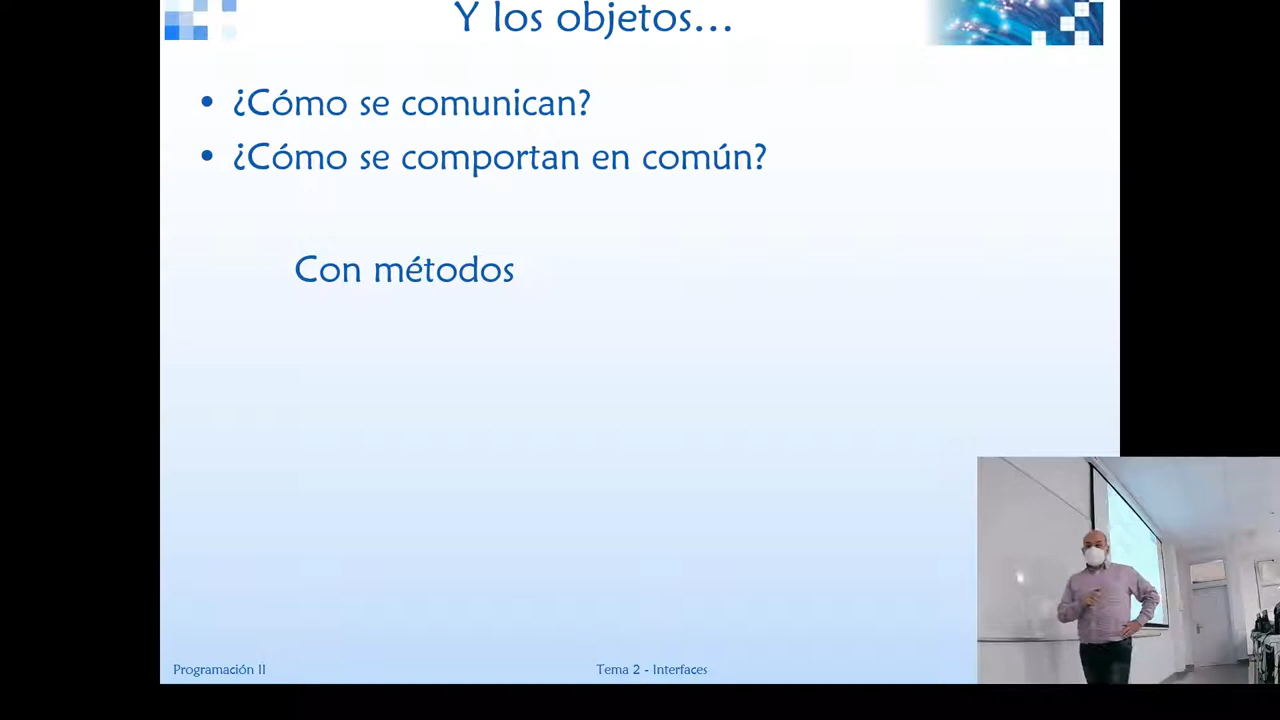 Y los objetos...
• ¿Cómo se comunican?
• ¿Cómo se comportan en común?
Con métodos
Programación II
Tema 2 - Interfaces